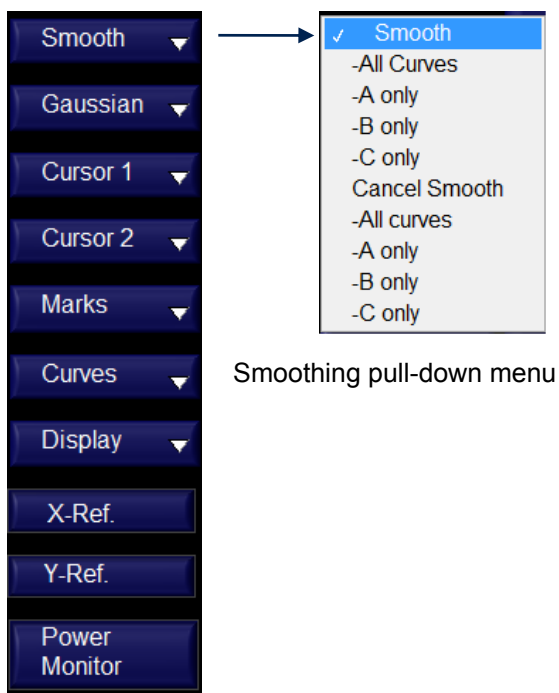 Smooth
Gaussian
Cursor 1
Cursor 2
Marks
Curves
Display
X-Ref.
Y-Ref.
Power
Monitor
✓ Smooth
-All Curves
-A only
-B only
-C only
Cancel Smooth
-All curves
-A only
-B only
-C only
Smoothing pull-down menu